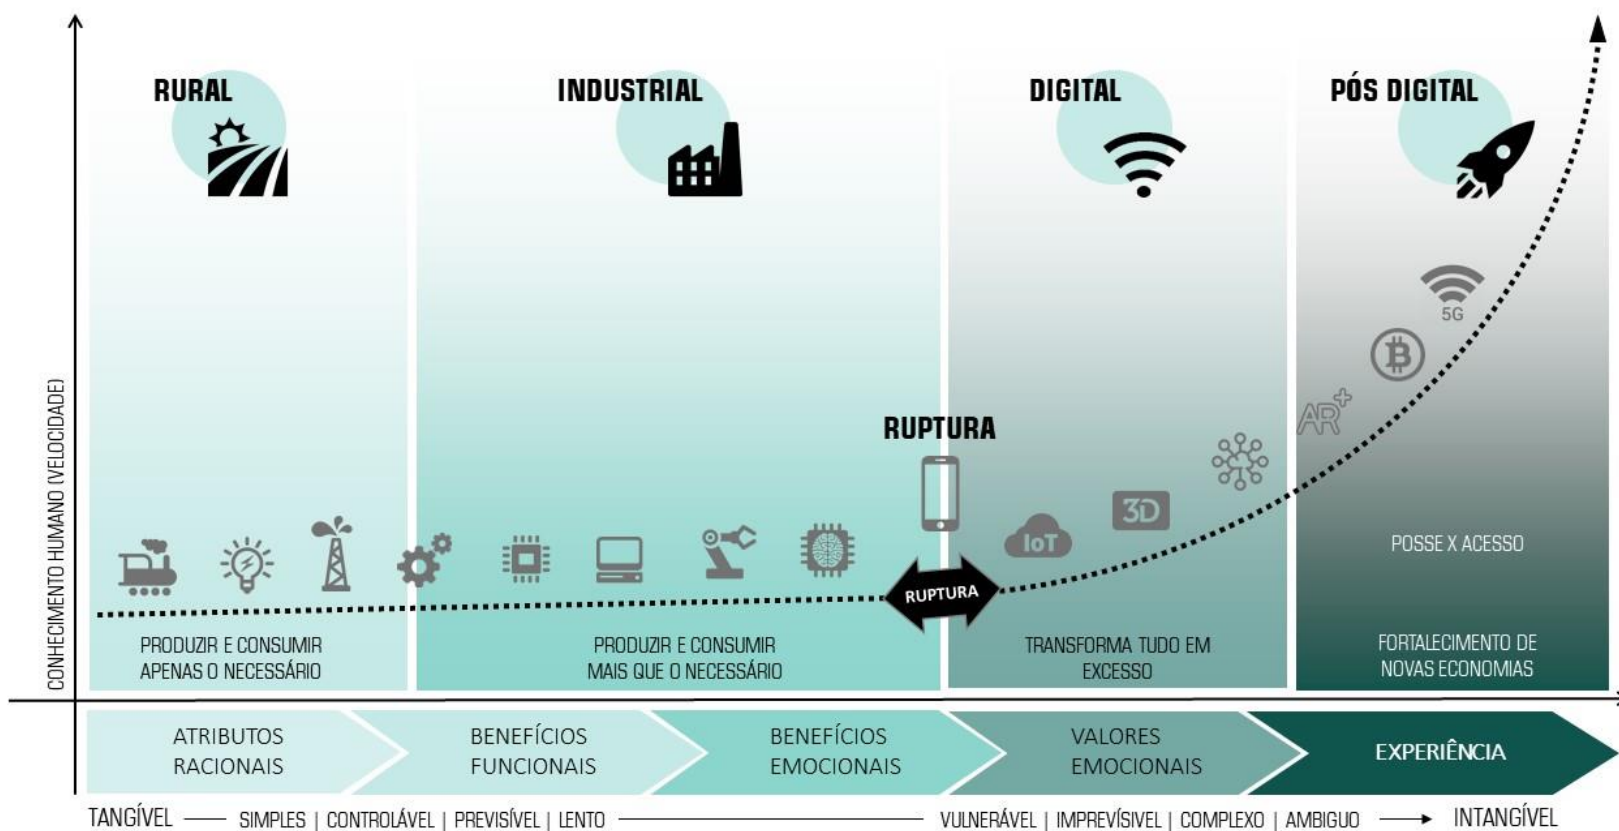 RURAL
INDUSTRIAL
DIGITAL
PÓS DIGITAL
CONHECIMENTO HUMANO (VELOCIDADE)
5G
B
AR+
RUPTURA
3D
IoT
RUPTURA
POSSE X ACESSO
PRODUZIR E CONSUMIR
APENAS O NECESSÁRIO
PRODUZIR E CONSUMIR
MAIS QUE O NECESSÁRIO
TRANSFORMA TUDO EM
EXCESSO
FORTALECIMENTO DE
NOVAS ECONOMIAS
ATRIBUTOS
RACIONAIS
BENEFÍCIOS
FUNCIONAIS
BENEFÍCIOS
EMOCIONAIS
VALORES
EMOCIONAIS
EXPERIÊNCIA
TANGÍVEL SIMPLES | CONTROLÁVEL | PREVISÍVEL | LENTO VULNERÁVEL | IMPREVÍSIVEL | COMPLEXO | AMBIGUO INTANGÍVEL